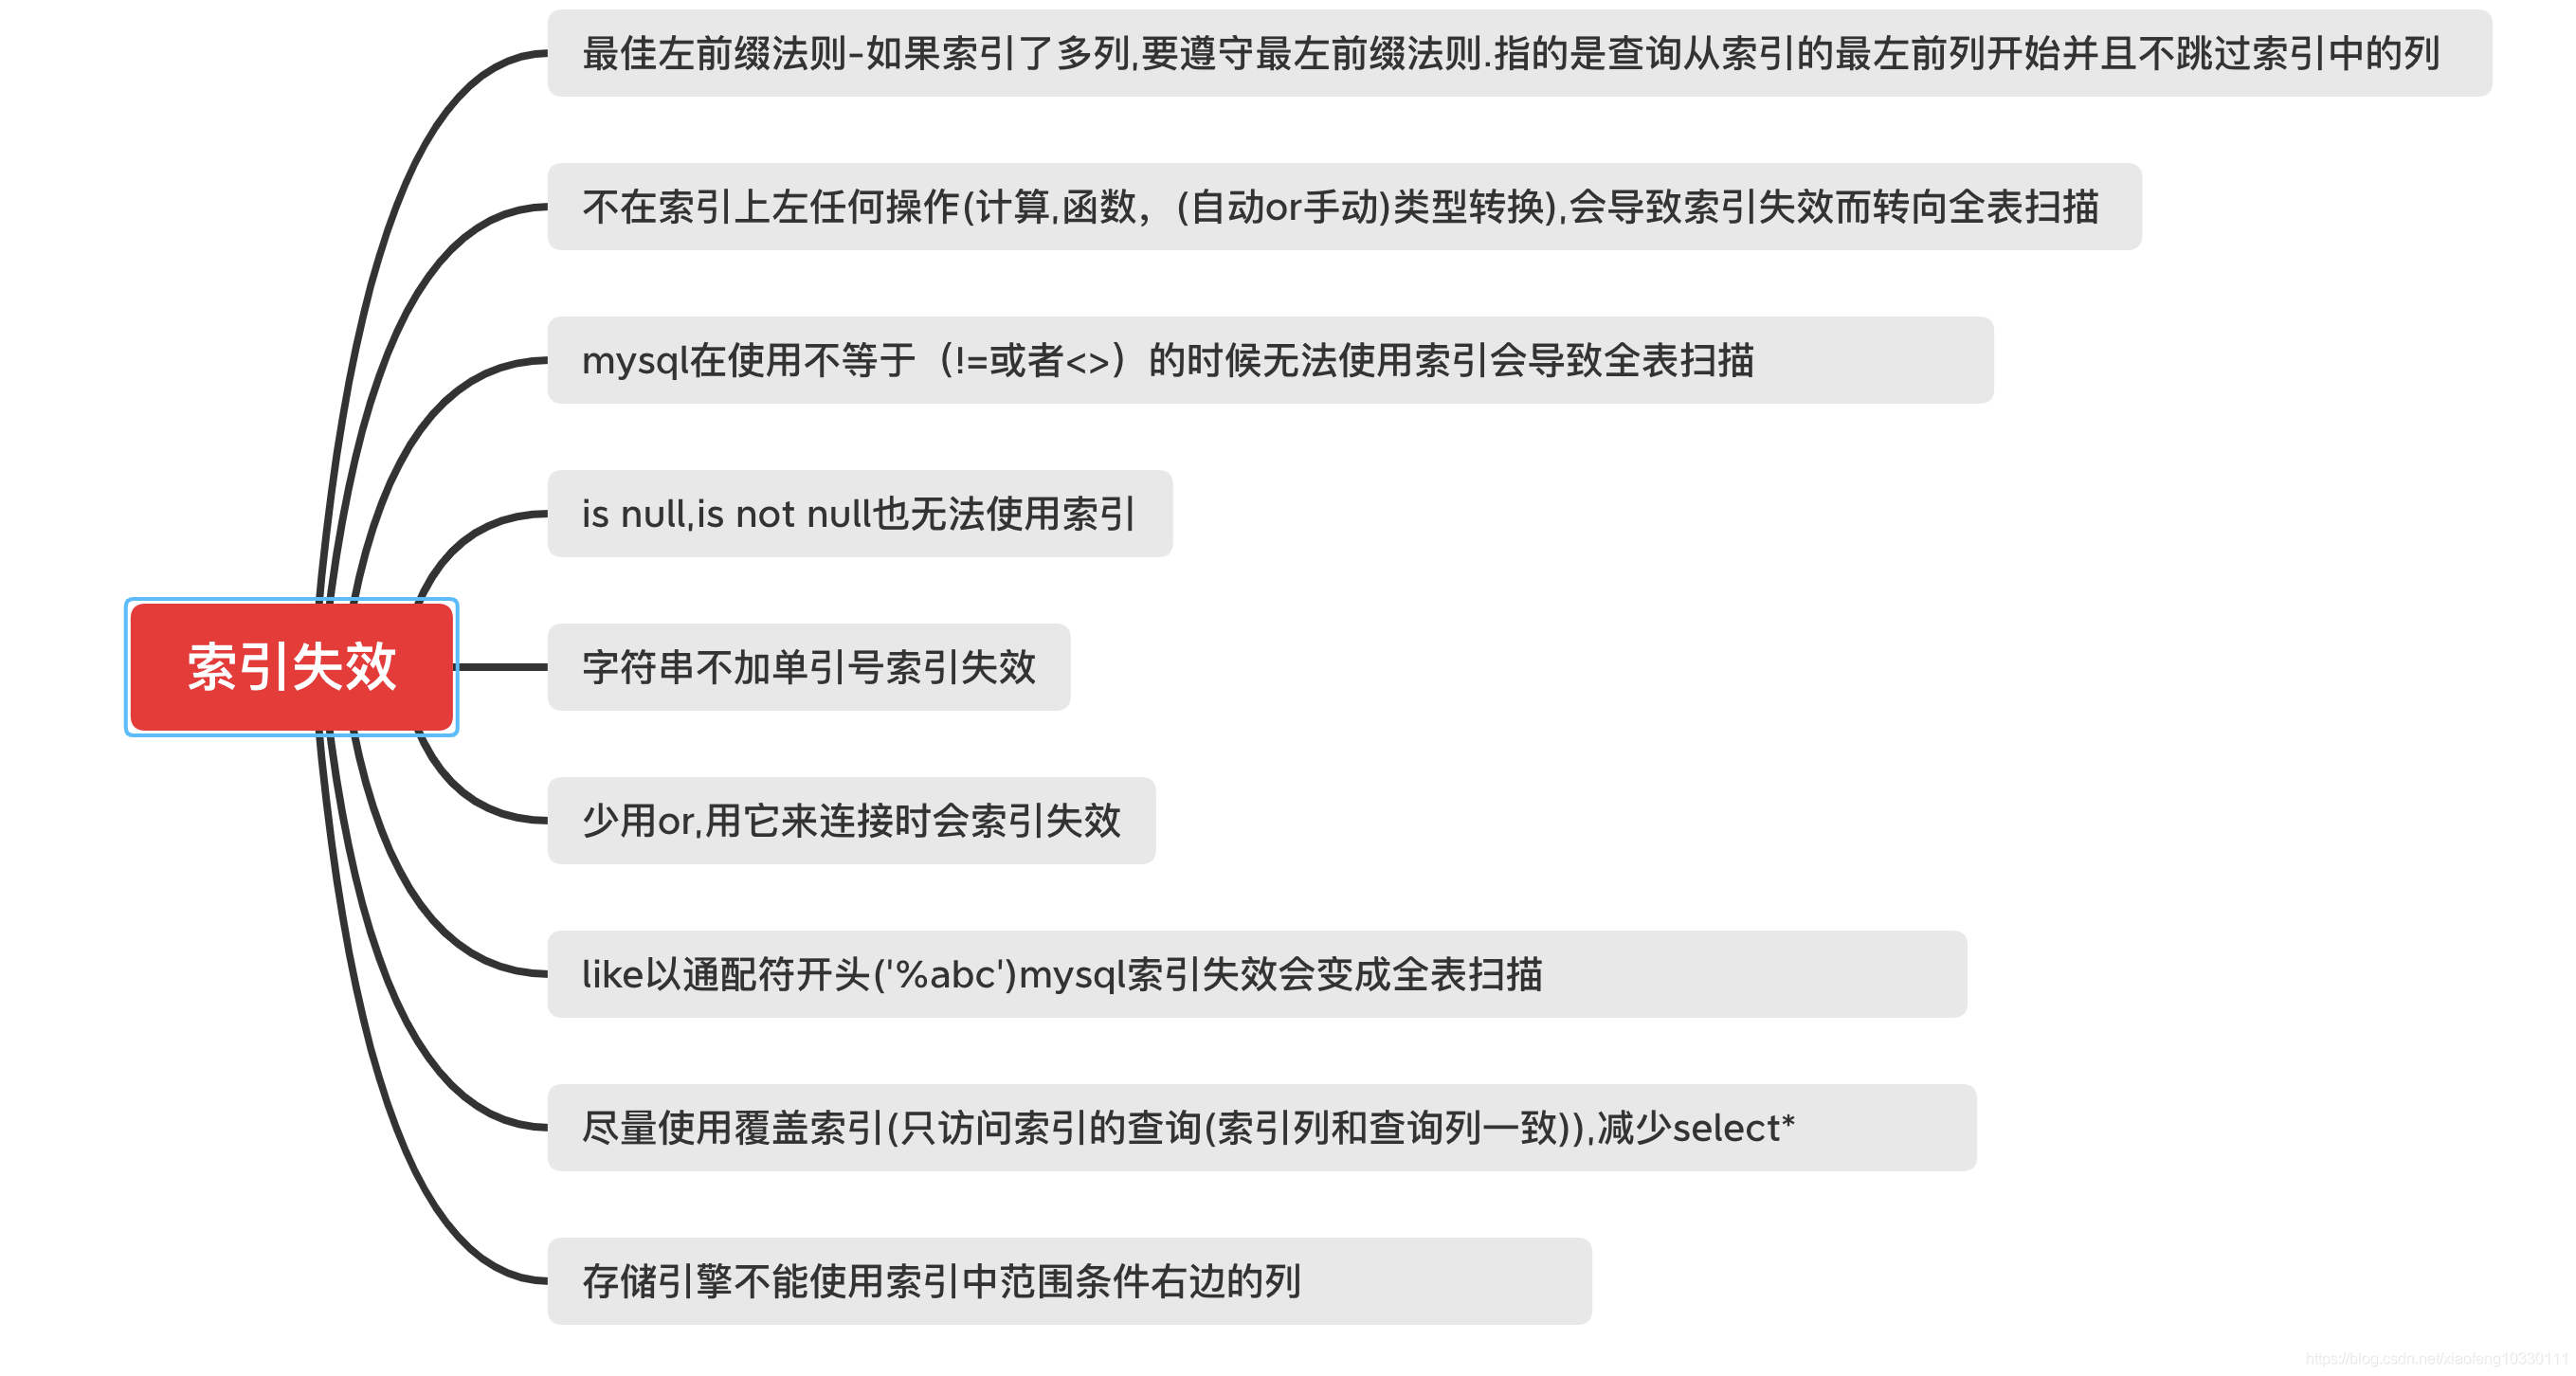 最佳左前缀法则-如果索引了多列,要遵守最左前缀法则.指的是查询从索引的最左前列开始并且不跳过索引中的列
不在索引上左任何操作(计算,函数，(自动or手动)类型转换),会导致索引失效而转向全表扫描
mysql在使用不等于（!=或者<>）的时候无法使用索引会导致全表扫描
is null,is not null也无法使用索引
索引失效
字符串不加单引号索引失效
少用or,用它来连接时会索引失效
like以通配符开头('%abc')mysql索引失效会变成全表扫描
尽量使用覆盖索引(只访问索引的查询(索引列和查询列一致)),减少select*
存储引擎不能使用索引中范围条件右边的列
https://blog.csdn.net/xiaofeng10330111